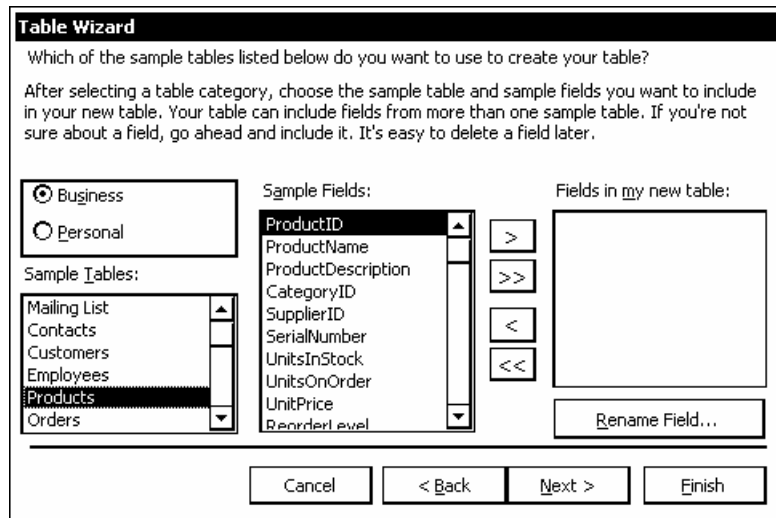 Table Wizard
Which of the sample tables listed below do you want to use to create your table?
After selecting a table category, choose the sample table and sample fields you want to include
in your new table. Your table can include fields from more than one sample table. If you're not
sure about a field, go ahead and include it. It's easy to delete a field later.
Business
Personal
Sample Tables:
Mailing List
Contacts
Customers
Employees
Products
Orders
Sample Fields:
ProductID
ProductName
ProductDescription
CategoryID
SupplierID
SerialNumber
UnitsInStock
UnitsOnOrder
UnitPrice
ReorderLevel
>
>>
<
<<
Fields in my new table:
Rename Field...
Cancel
< Back
Next >
Finish